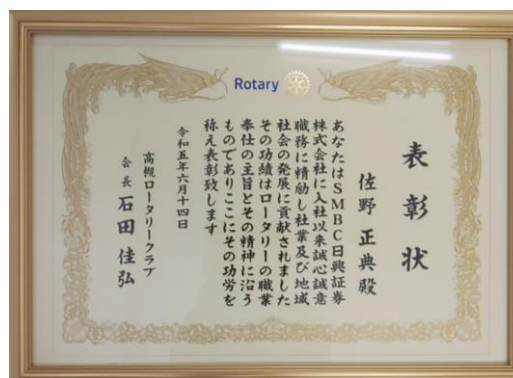 Rotary
表彰状
佐野 正典 殿
あなたはSMBC日興証券
株式会社に入社以来誠心誠意
職務に精励し社業及び地域
社会の発展に貢献されました
その功績はロータリーの職業
奉仕の主旨とその精神に沿う
ものでありここにその功労を
称え表彰致します
令和五年六月十四日
高槻ロータリークラブ
会長 石田 佳弘